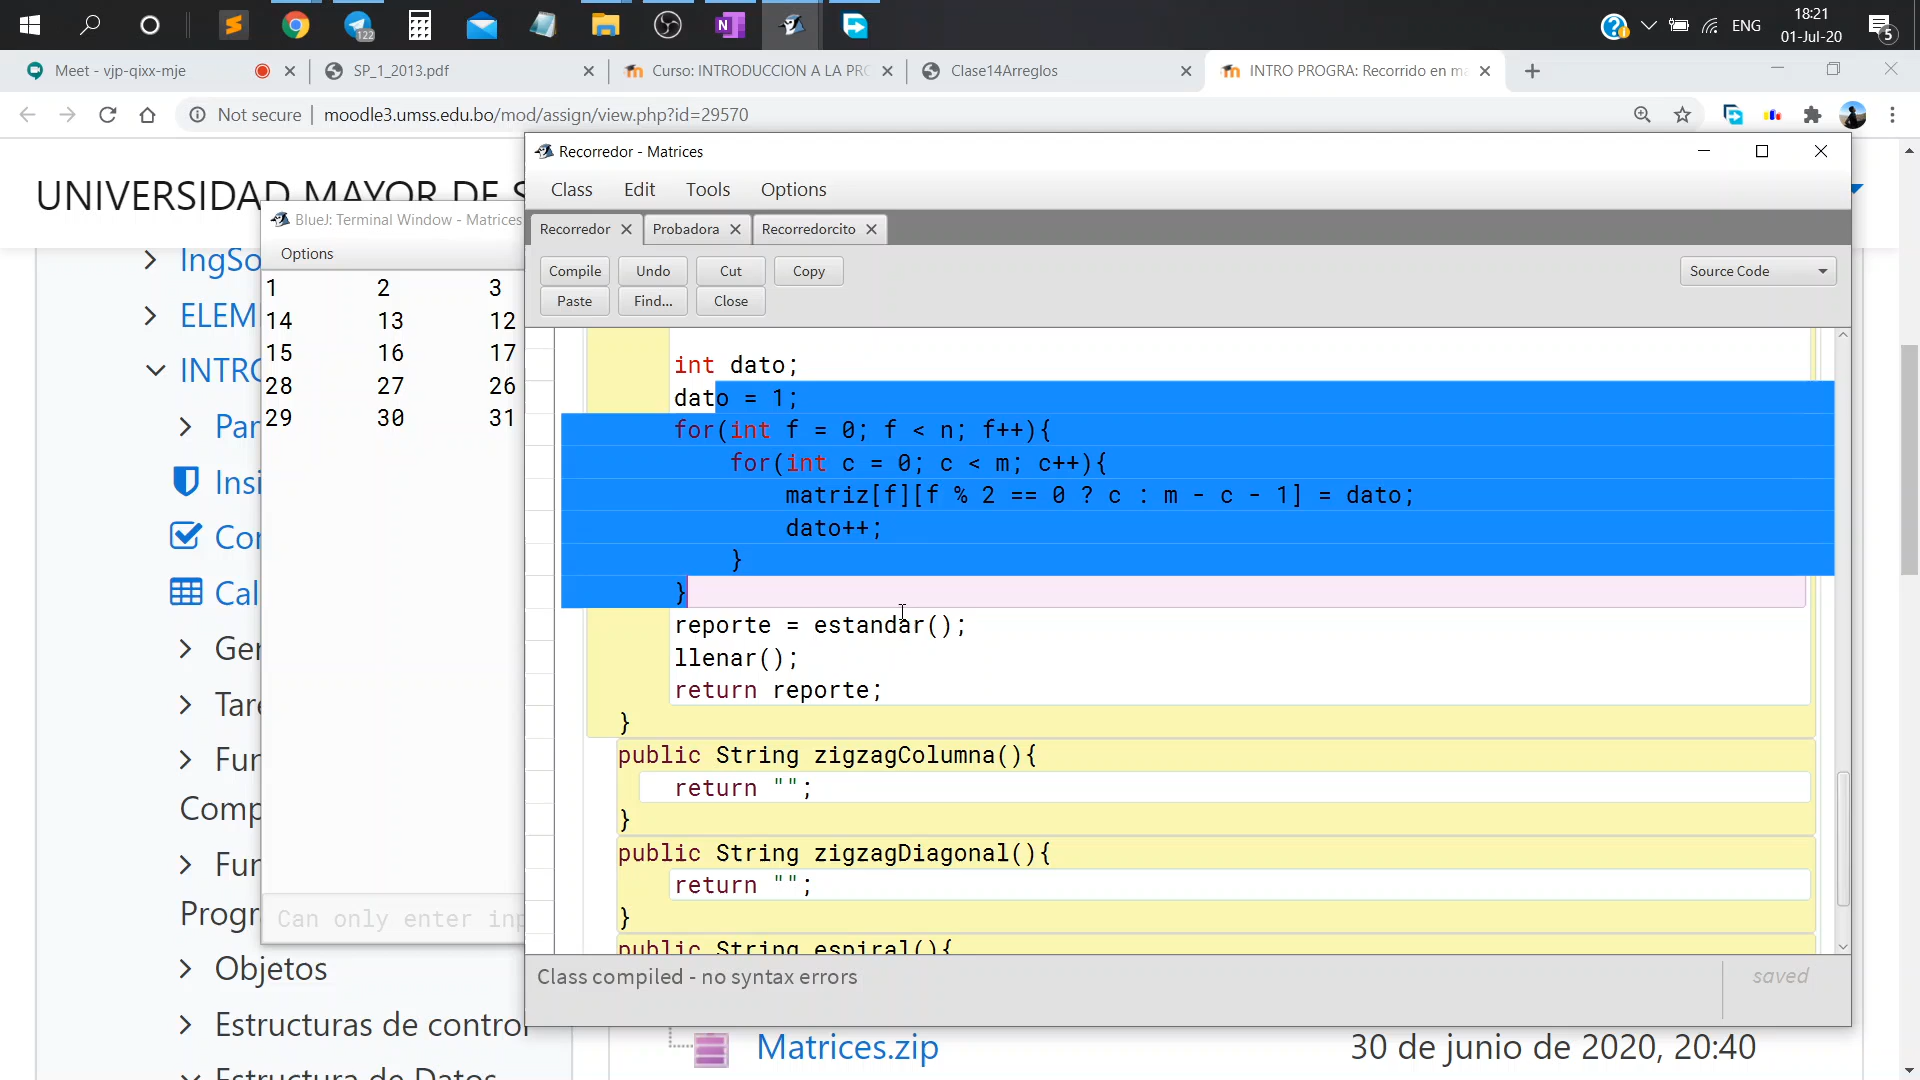 122
ENG
18:21
01-Jul-20
5
Meet - vjp-qixx-mje
SP_1_2013.pdf
Curso: INTRODUCCION A LA PRO
Clase14Arreglos
INTRO PROGRA: Recorrido en ma
Not secure | moodle3.umss.edu.bo/mod/assign/view.php?id=29570
UNIVERSIDAD MAYOR DE S
IngSo
ELEM
INTRO
Par
Insi
Cor
Cal
Ger
Tare
Fur
Comp
Fur
Progr
Objetos
Estructuras de control
Estructura de Datos
BlueJ: Terminal Window - Matrices
Options
1 2 3
14 13 12
15 16 17
28 27 26
29 30 31
Can only enter inp
Recorredor - Matrices
Class Edit Tools Options
Recorredor Probadora Recorredorcito
Compile Undo Cut Copy
Paste Find... Close
Source Code
int dato;
dato = 1;
for(int f = 0; f < n; f++){
for(int c = 0; c < m; c++){
matriz[f][f % 2 == 0 ? c : m - c - 1] = dato;
dato++;
}
}
reporte = estandar();
llenar();
return reporte;
}
public String zigzagColumna(){
return "";
}
public String zigzagDiagonal(){
return "";
}
public String espiral(){
Class compiled - no syntax errors
saved
Matrices.zip
30 de junio de 2020, 20:40